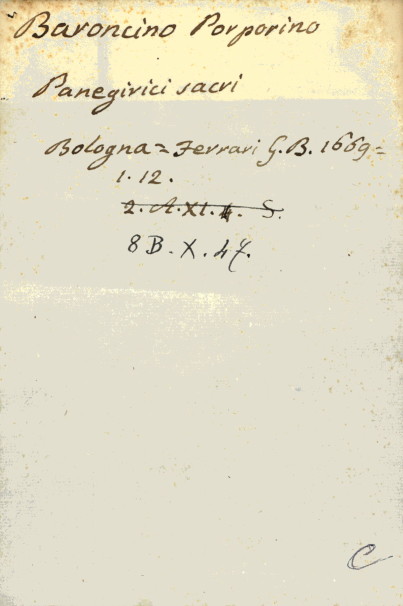 Baroncino Porporino
Panegirici sacri
Bologna = Ferrari G. B. 1669 =
1. 12.
2. A. XI. 4. S.
8 B. X. 47.
C